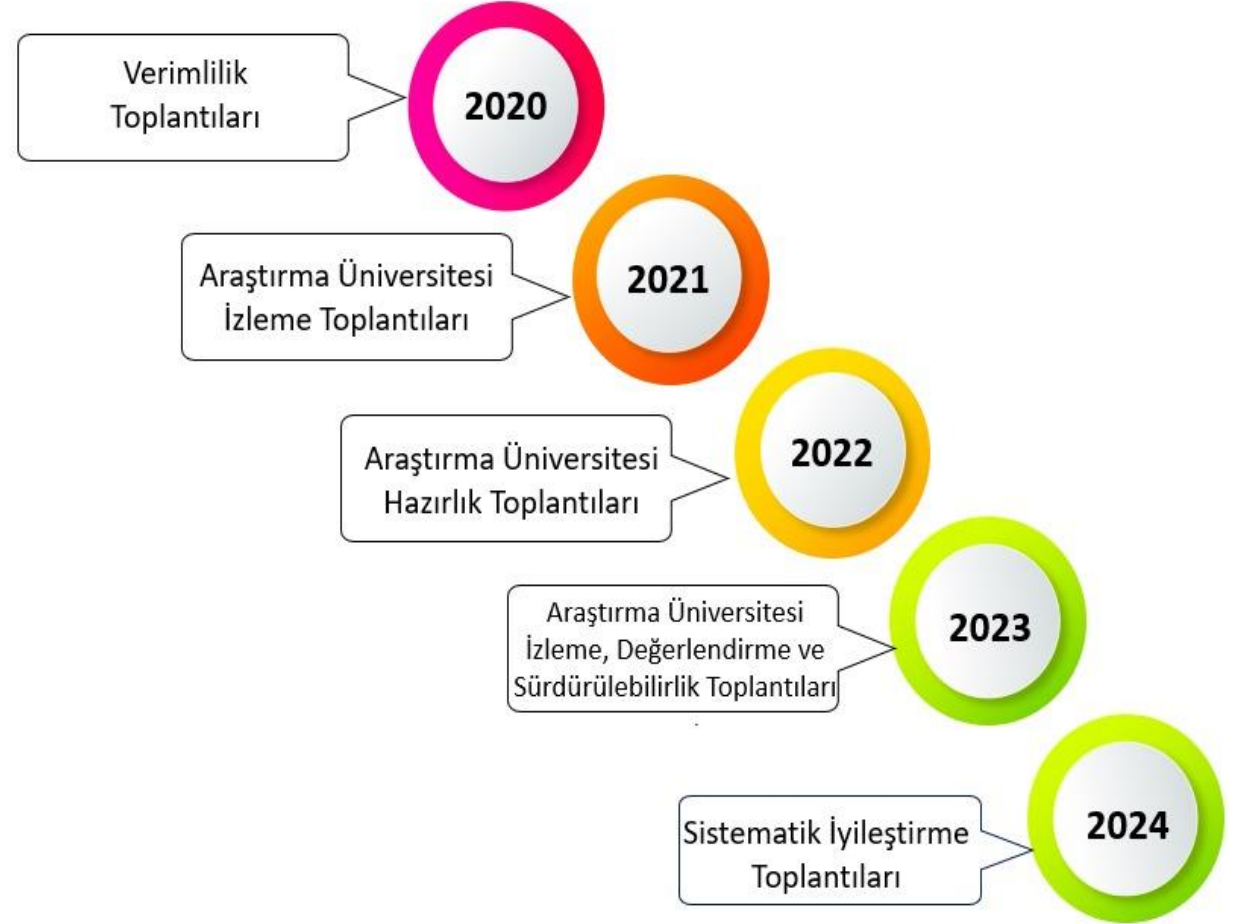 Verimlilik
Toplantıları
2020
Araştırma Üniversitesi
İzleme Toplantıları
2021
Araştırma Üniversitesi
Hazırlık Toplantıları
2022
Araştırma Üniversitesi
İzleme, Değerlendirme ve
Sürdürülebilirlik Toplantıları
2023
Sistematik İyileştirme
Toplantıları
2024